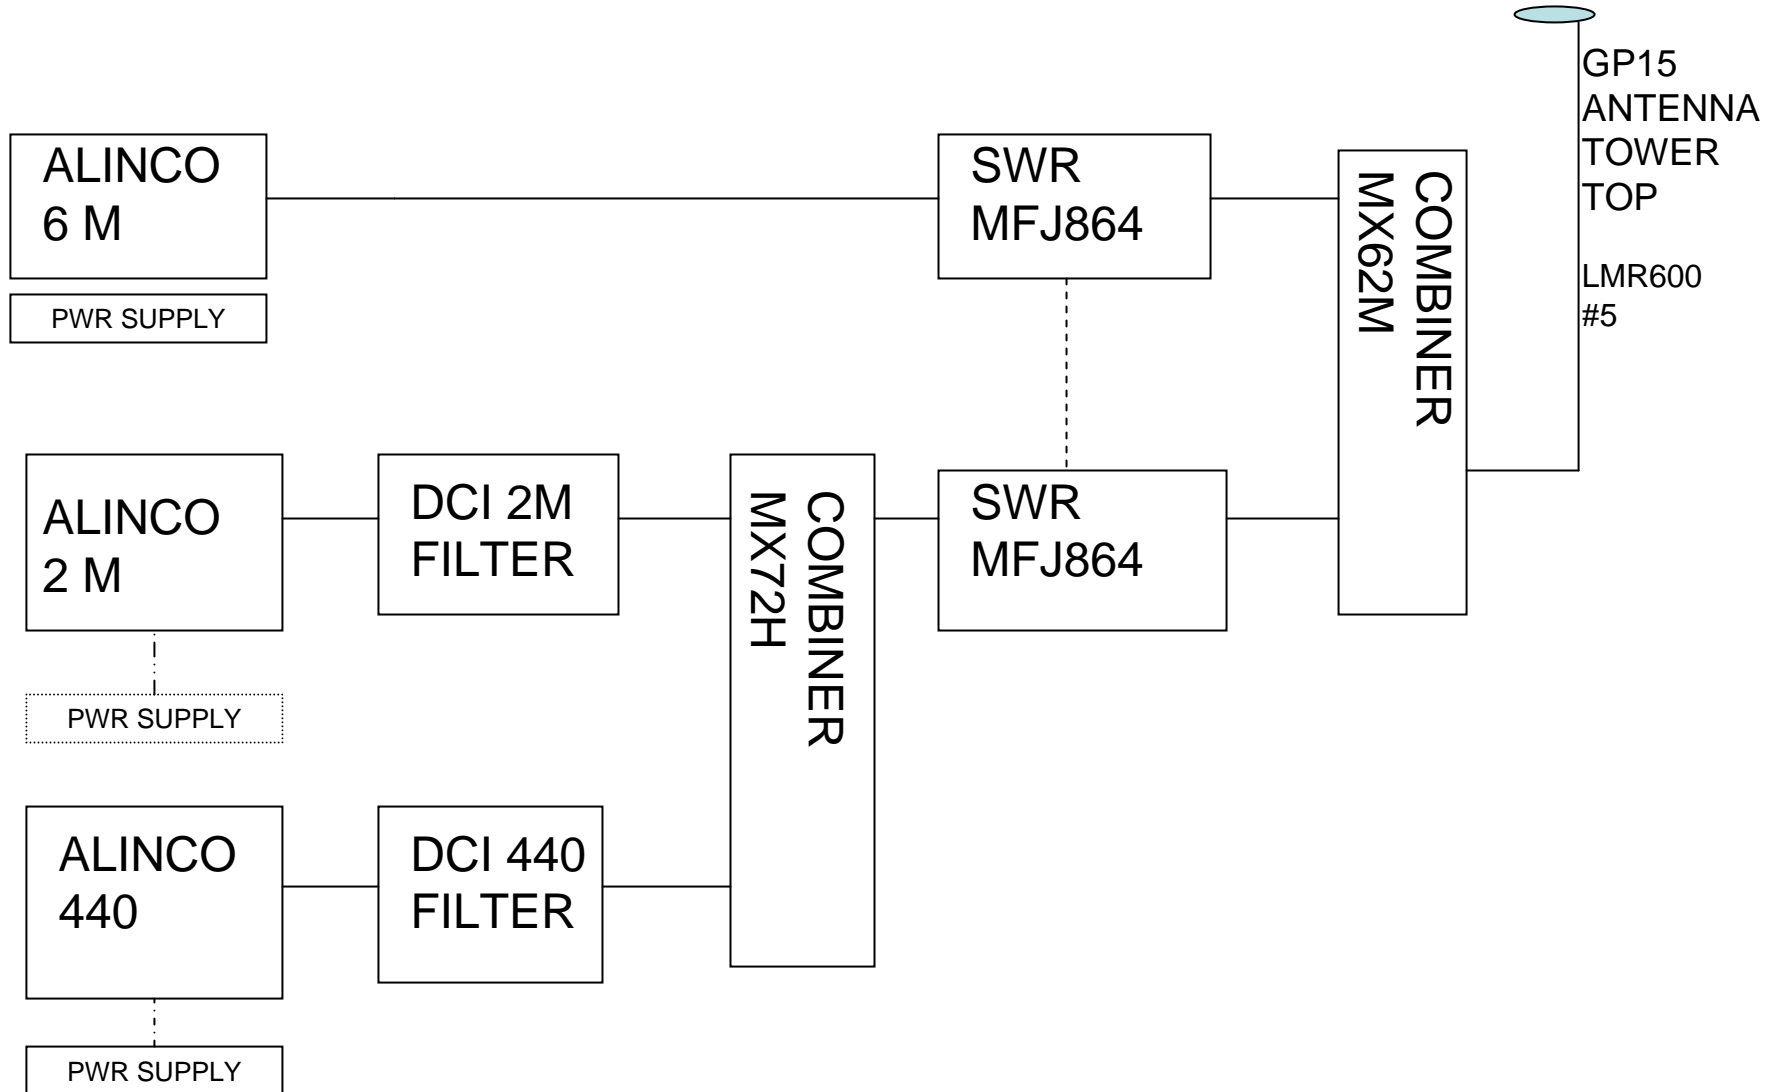 ALINCO
6 M
PWR SUPPLY
SWR
MFJ864
COMBINER
MX62M
GP15
ANTENNA
TOWER
TOP
LMR600
#5
ALINCO
2 M
PWR SUPPLY
DCI 2M
FILTER
COMBINER
MX72H
SWR
MFJ864
ALINCO
440
PWR SUPPLY
DCI 440
FILTER